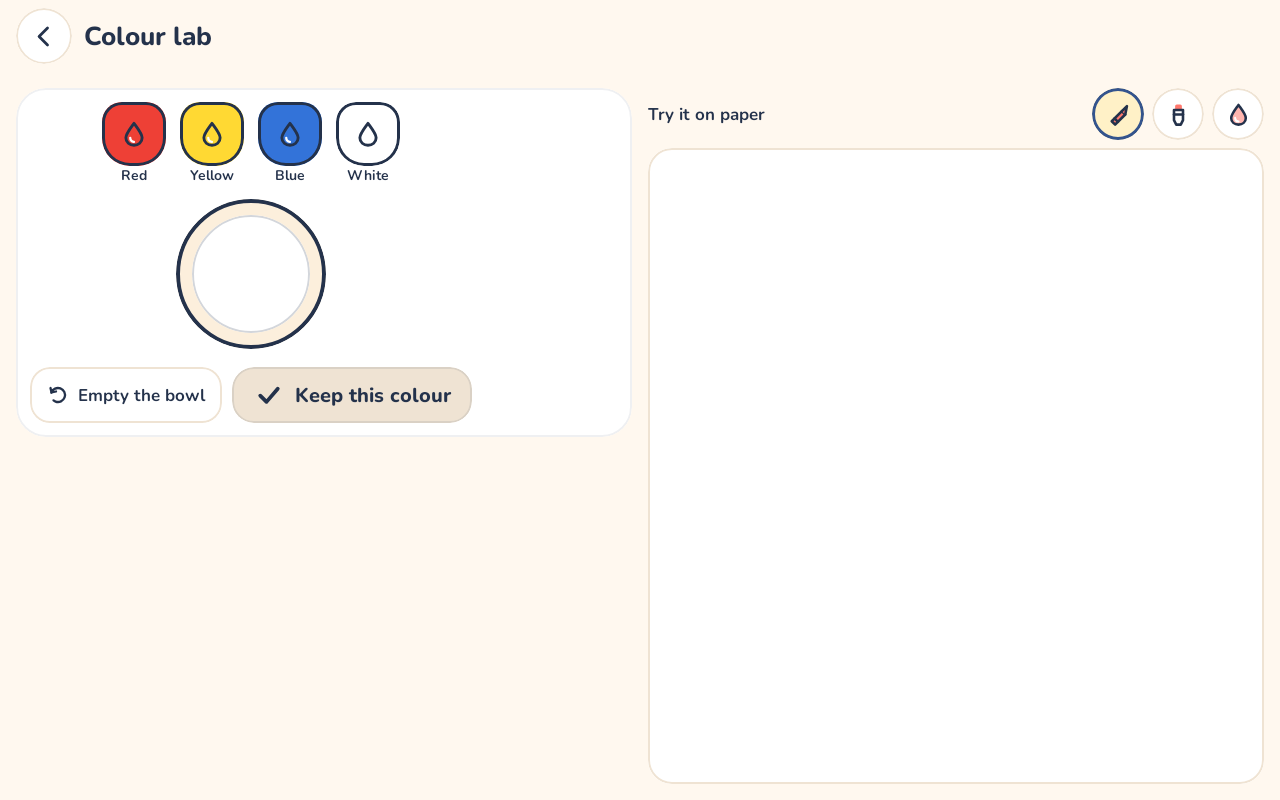 Colour lab
Try it on paper
Red
Yellow
Blue
White
Empty the bowl
Keep this colour